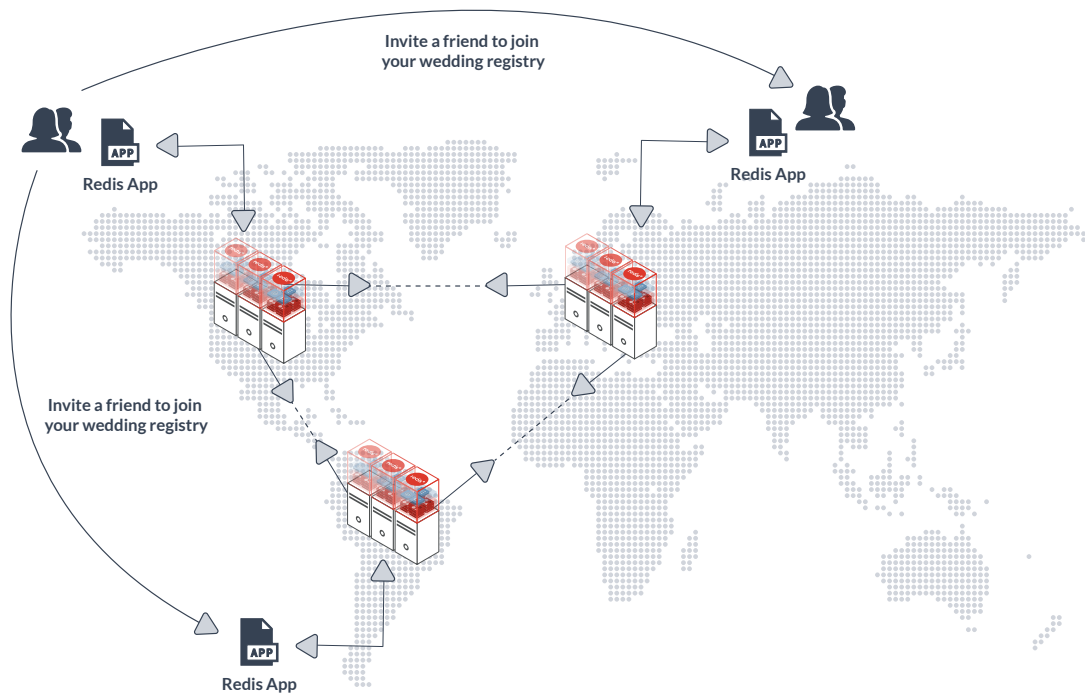 Invite a friend to join
your wedding registry
APP
Redis App
APP
Redis App
Invite a friend to join
your wedding registry
APP
Redis App